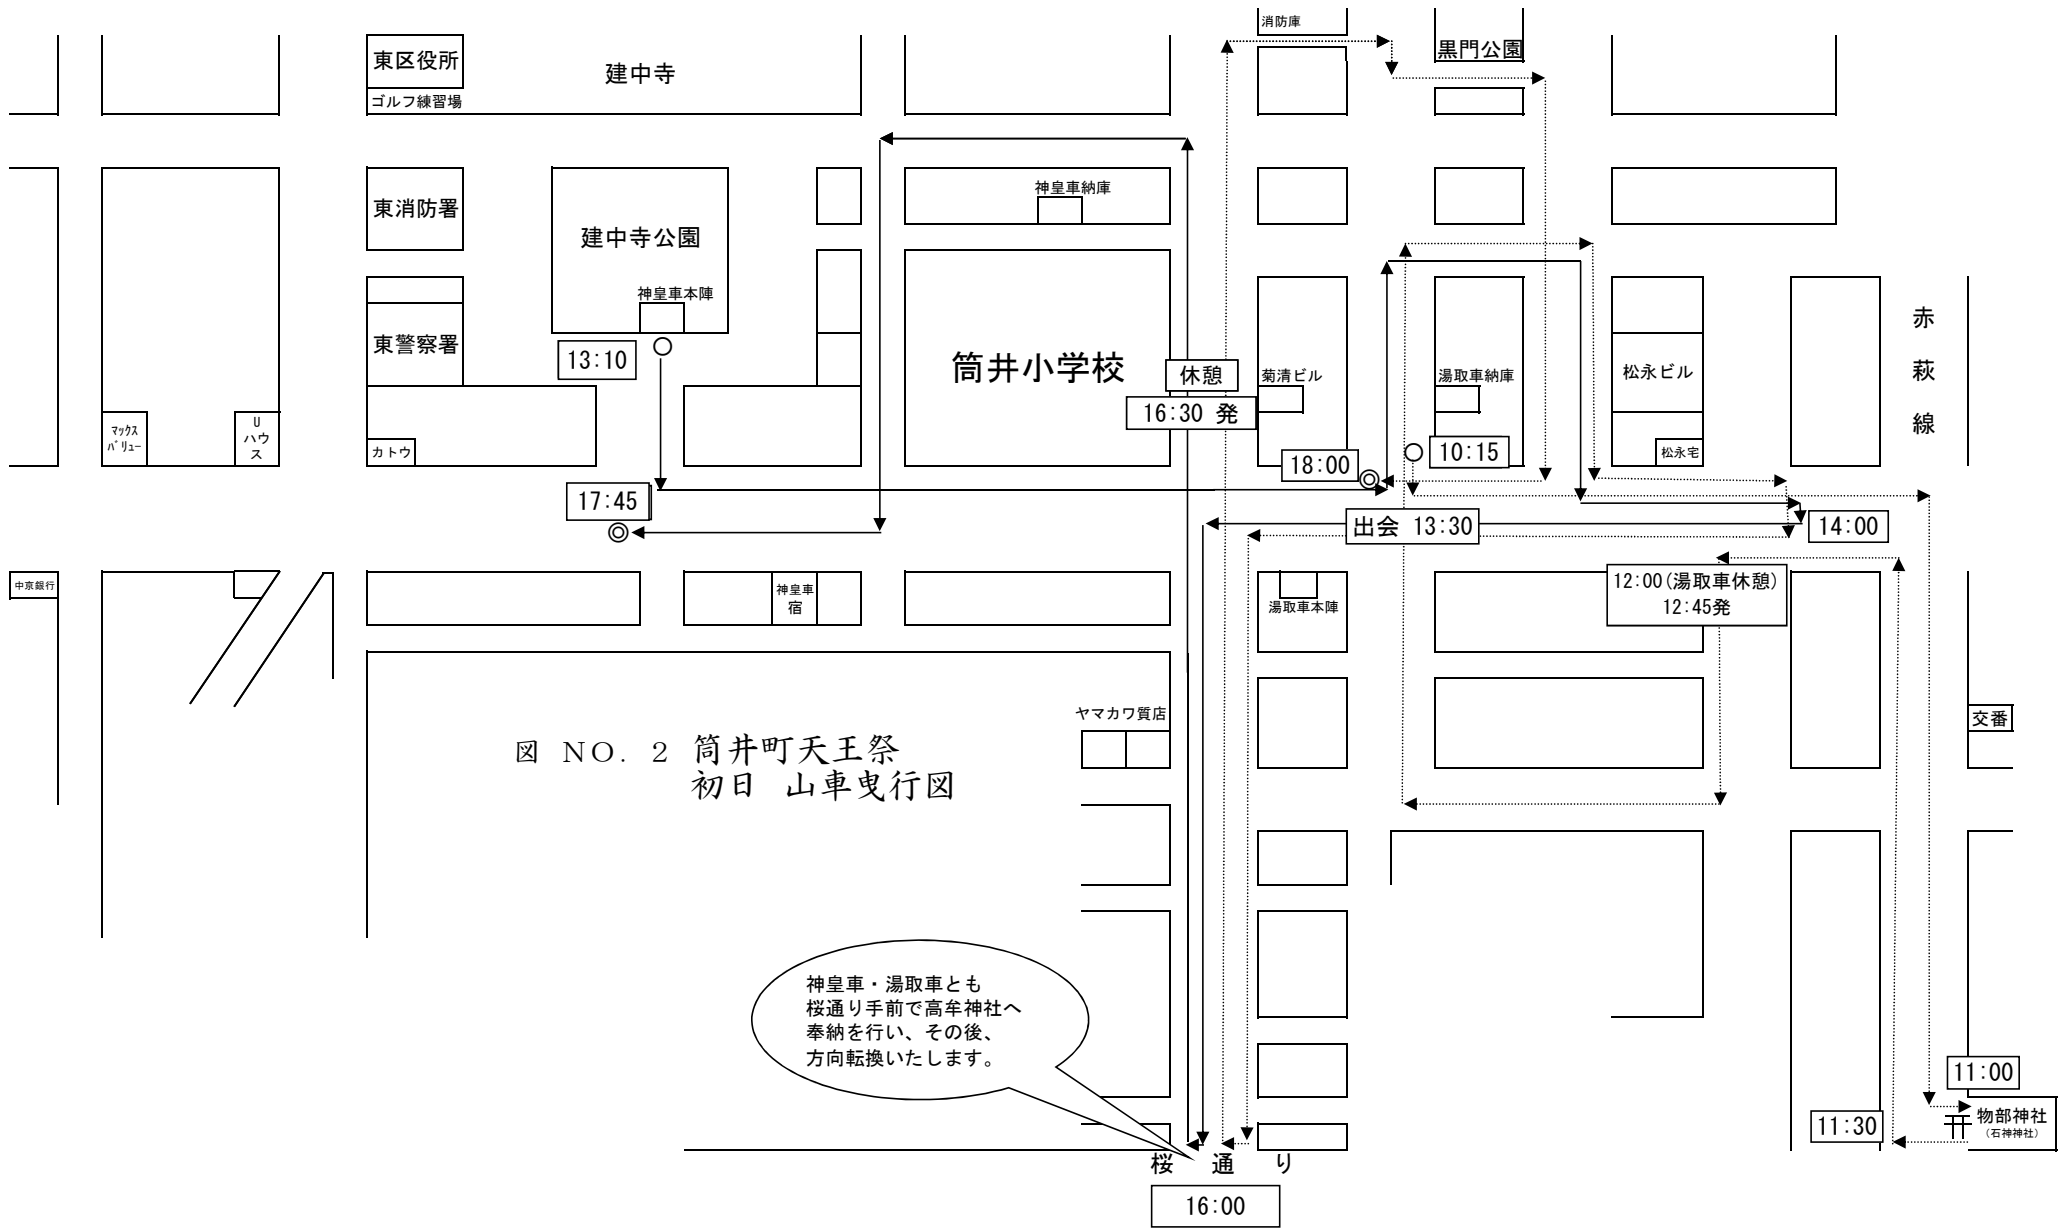 消防庫
黒門公園
東区役所
建中寺
ゴルフ練習場
東消防署
建中寺公園
神皇車納庫
神皇車本陣
東警察署
13:10
筒井小学校
休憩
16:30 発
菊清ビル
湯取車納庫
松永ビル
赤萩線
マックス
バリュー
U
ハウ
ス
カトウ
松永宅
18:00
10:15
17:45
出会 13:30
14:00
中京銀行
神皇車
宿
湯取車本陣
12:00(湯取車休憩)
12:45発
ヤマカワ質店
交番
図 NO. 2 筒井町天王祭
初日 山車曳行図
神皇車・湯取車とも
桜通り手前で高牟神社へ
奉納を行い、その後、
方向転換いたします。
11:00
物部神社
(石神神社)
11:30
桜 通 り
16:00